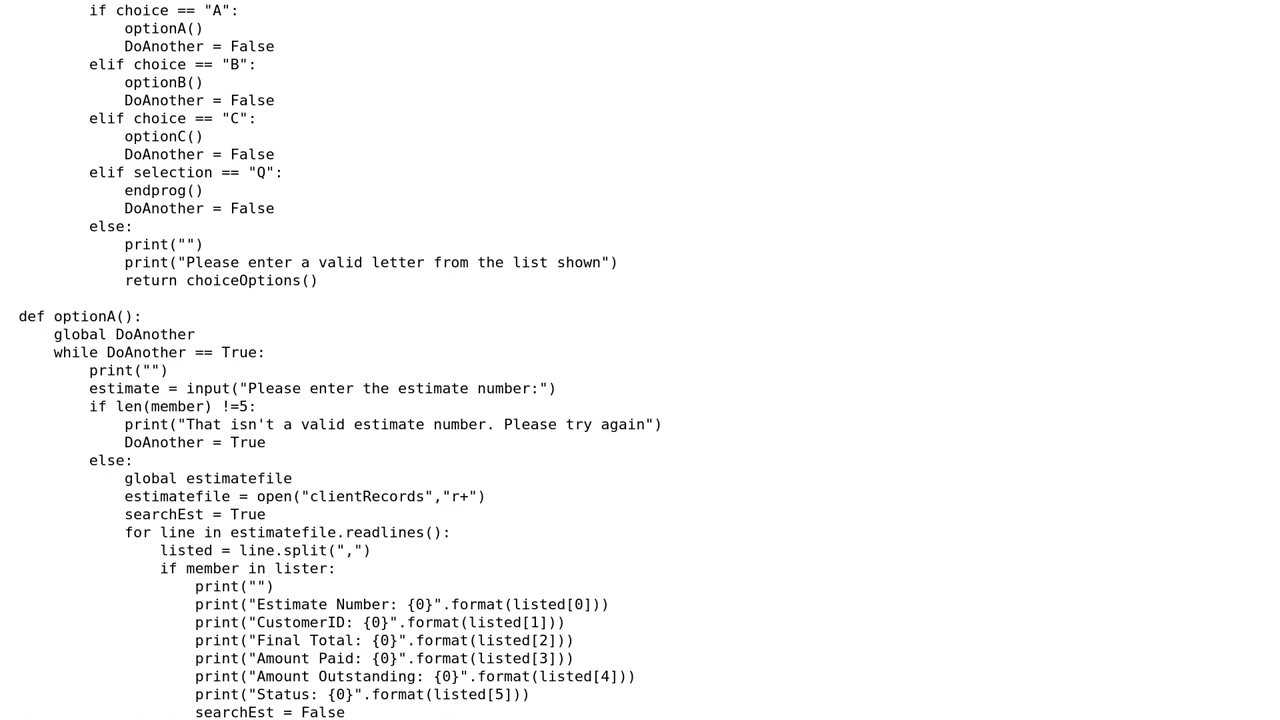 if choice == "A":
optionA()
DoAnother = False
elif choice == "B":
optionB()
DoAnother = False
elif choice == "C":
optionC()
DoAnother = False
elif selection == "Q":
endprog()
DoAnother = False
else:
print("")
print("Please enter a valid letter from the list shown")
return choiceOptions()
def optionA():
global DoAnother
while DoAnother == True:
print("")
estimate = input("Please enter the estimate number:")
if len(member) !=5:
print("That isn't a valid estimate number. Please try again")
DoAnother = True
else:
global estimatefile
estimatefile = open("clientRecords","r+")
searchEst = True
for line in estimatefile.readlines():
listed = line.split(",")
if member in lister:
print("")
print("Estimate Number: {0}".format(listed[0]))
print("CustomerID: {0}".format(listed[1]))
print("Final Total: {0}".format(listed[2]))
print("Amount Paid: {0}".format(listed[3]))
print("Amount Outstanding: {0}".format(listed[4]))
print("Status: {0}".format(listed[5]))
searchEst = False